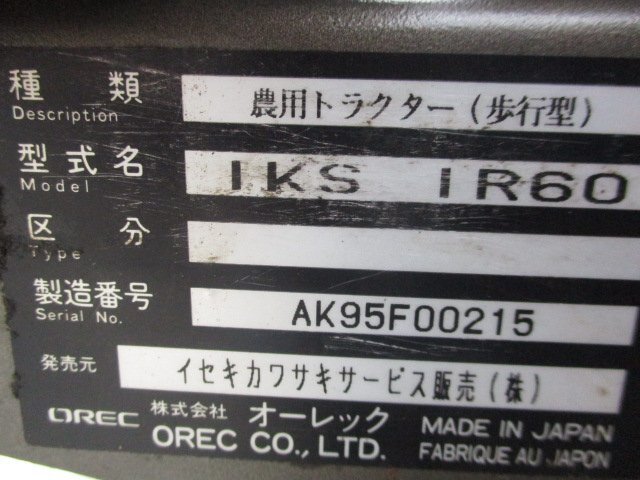 種類 農用トラクター(歩行型)
Description
型式名 IKS IR60
Model
区分
Type
製造番号 AK95F00215
Serial No.
発売元 イセキカワサキサービス販売(株)
OREC 株式会社 オーレック MADE IN JAPAN
OREC CO., LTD. FABRIQUE AU JAPON